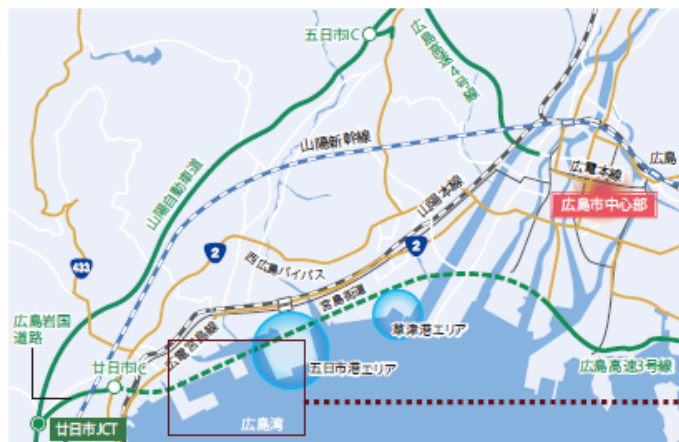 五日市IC
広島高速4号線
山陽自動車道
山陽新幹線
山陽本線
広電本線
広島
広島市中心部
433
2
西広島バイパス
2
宮島街道
広島岩国
道路
広電宮島線
草津港エリア
廿日市IC
五日市港エリア
広島高速3号線
廿日市JCT
広島湾